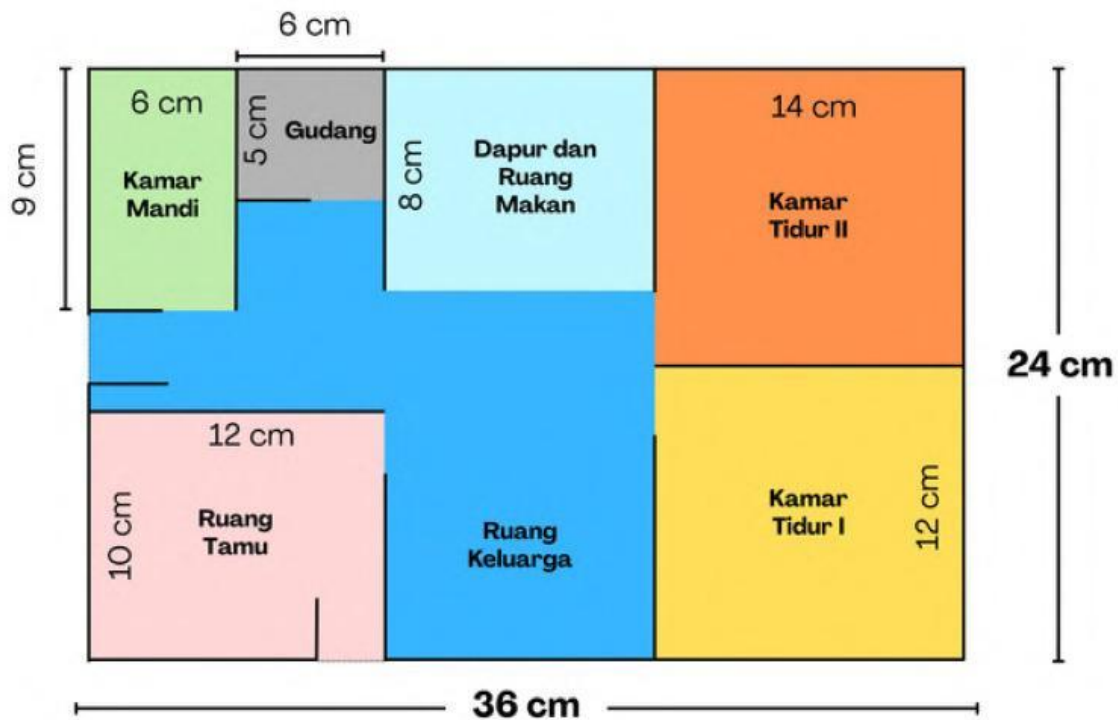 6 cm
6 cm
5 cm
Gudang
14 cm
9 cm
Kamar
Mandi
8 cm
Dapur dan
Ruang
Makan
Kamar
Tidur II
24 cm
12 cm
10 cm
Ruang
Tamu
Ruang
Keluarga
Kamar
Tidur I
12 cm
36 cm